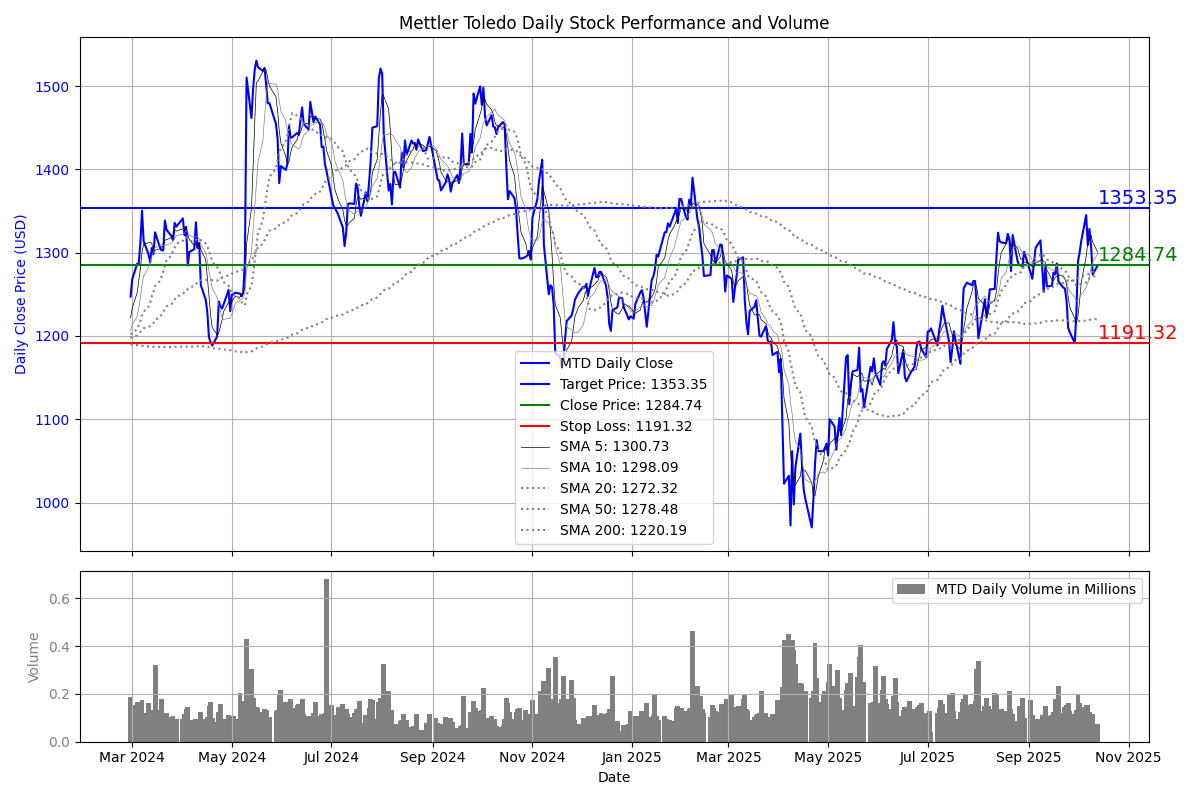 Mettler Toledo Daily Stock Performance and Volume
Daily Close Price (USD)
1500
1400
1300
1200
1100
1000
1353.35
1284.74
1191.32
MTD Daily Close
Target Price: 1353.35
Close Price: 1284.74
Stop Loss: 1191.32
SMA 5: 1300.73
SMA 10: 1298.09
SMA 20: 1272.32
SMA 50: 1278.48
SMA 200: 1220.19
Volume
0.6
0.4
0.2
0.0
MTD Daily Volume in Millions
Mar 2024 May 2024 Jul 2024 Sep 2024 Nov 2024 Jan 2025 Mar 2025 May 2025 Jul 2025 Sep 2025 Nov 2025
Date